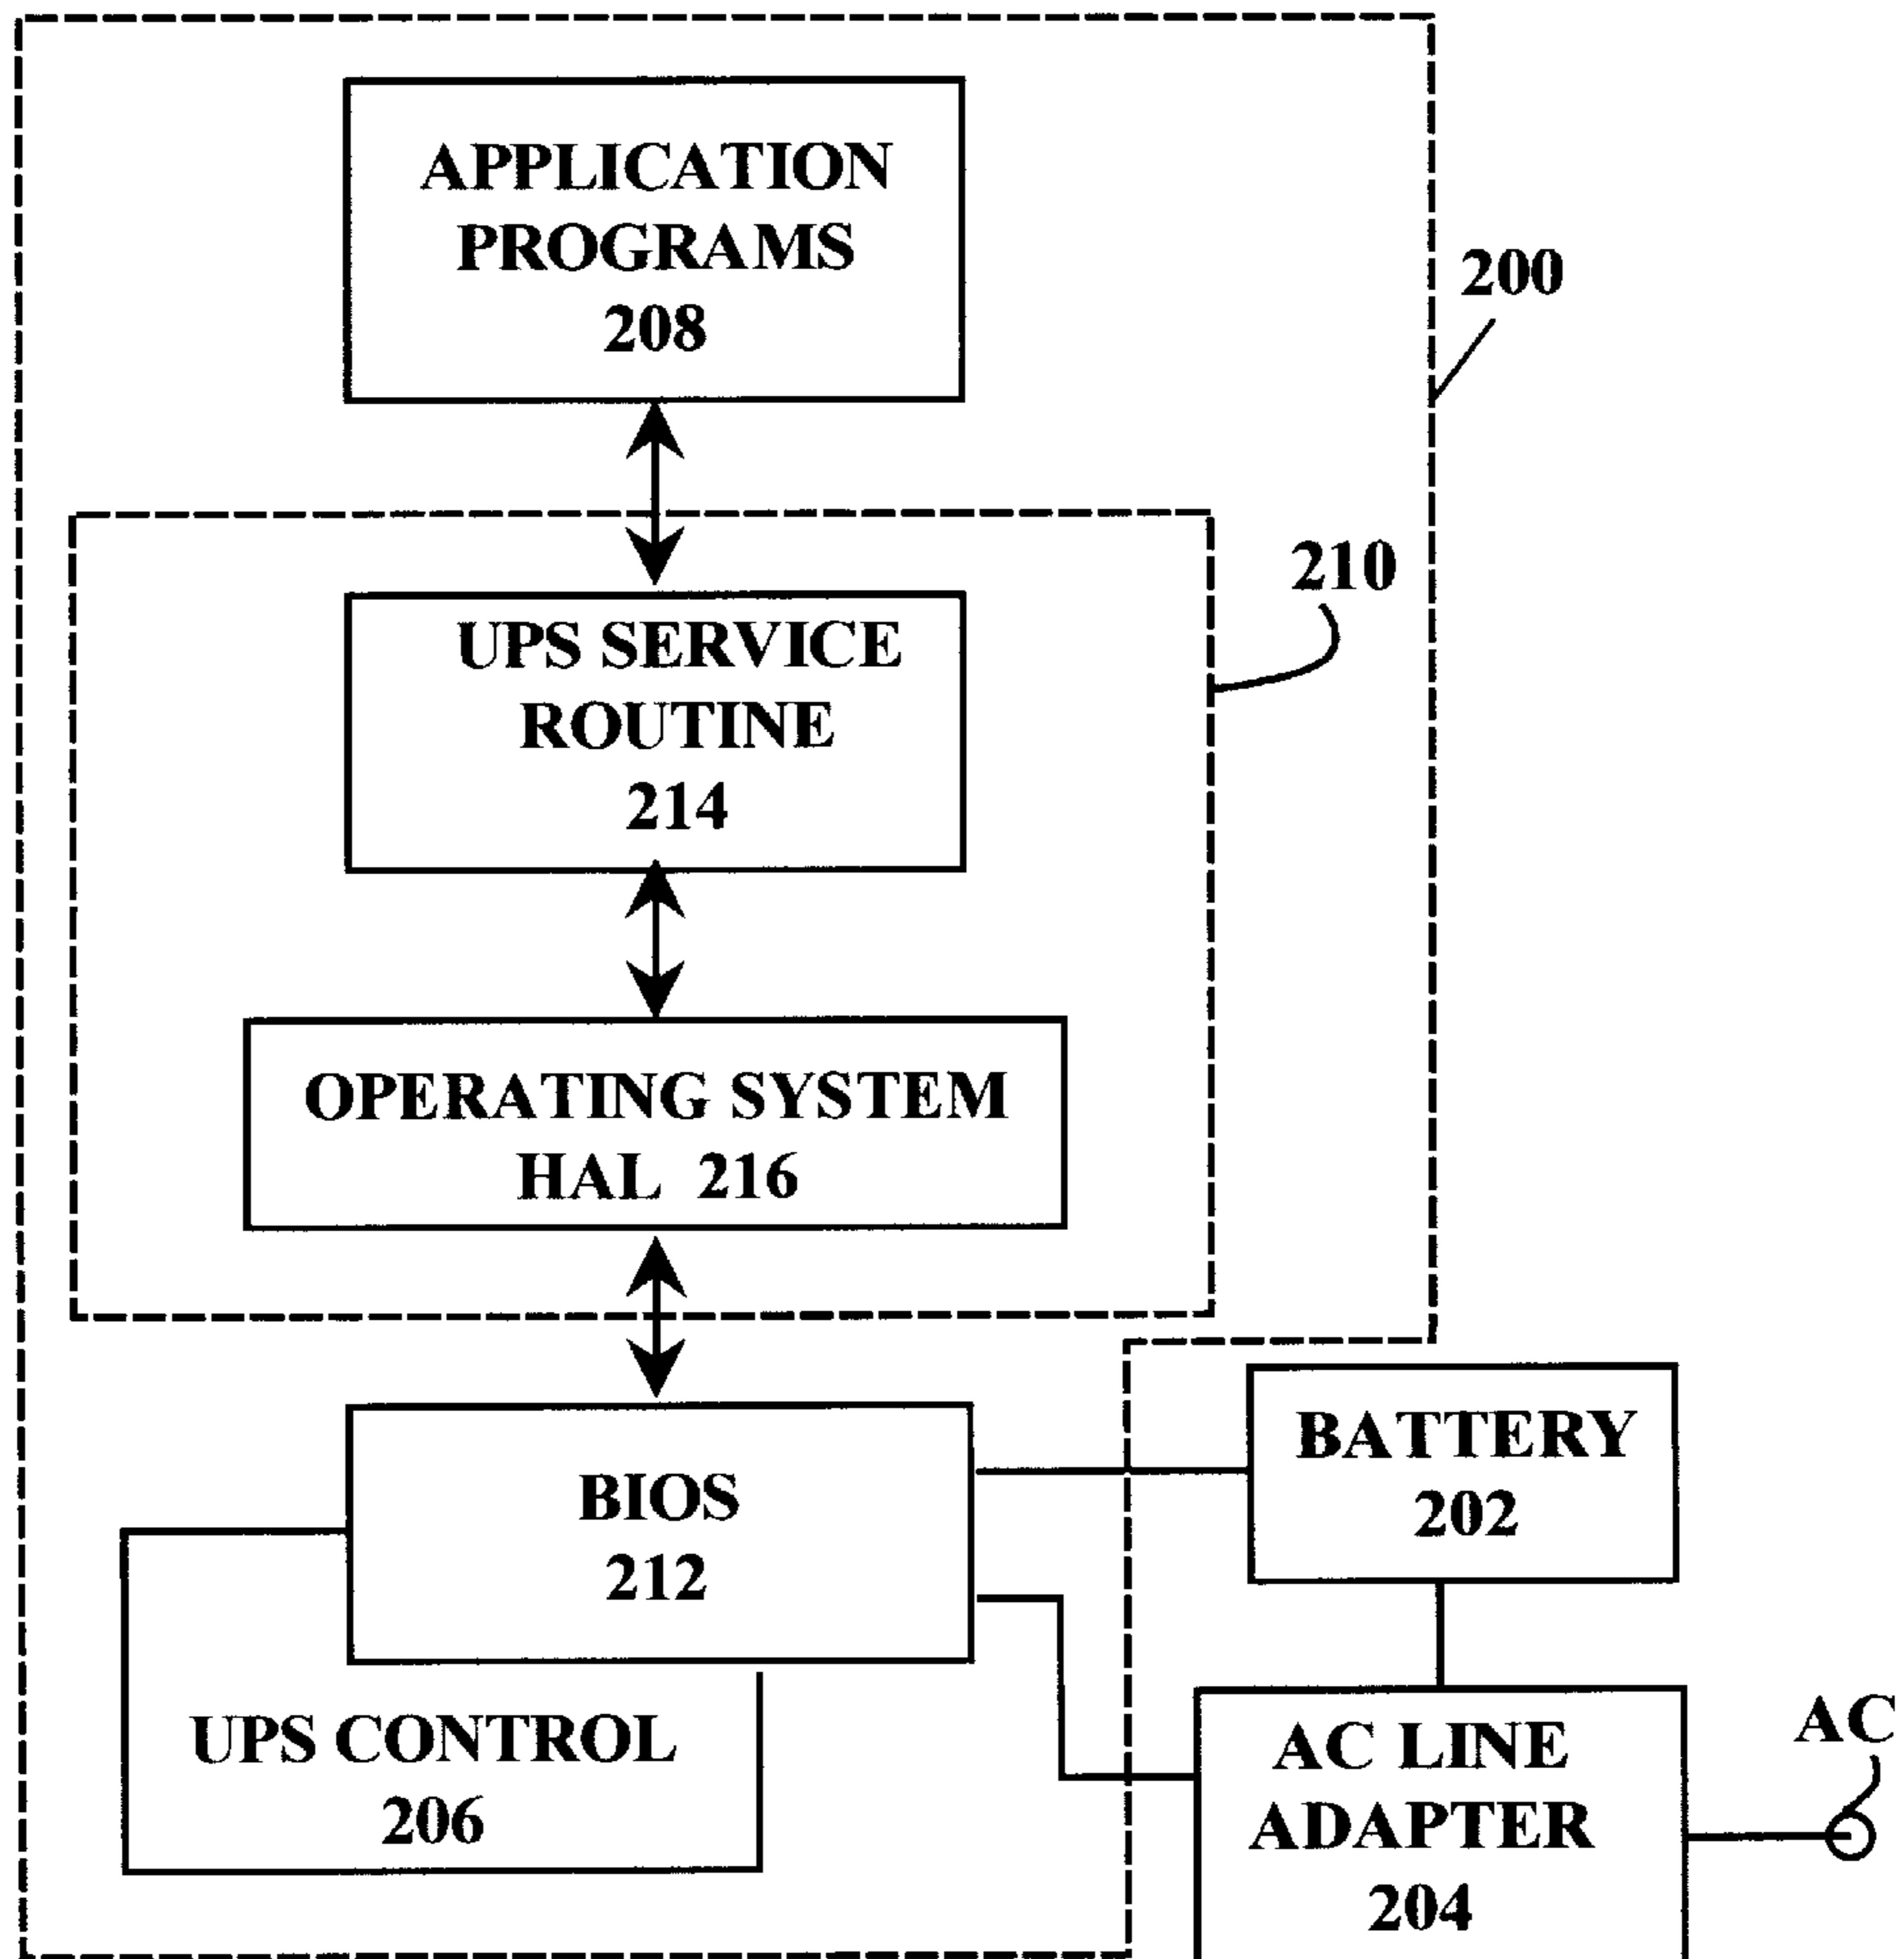 APPLICATION
PROGRAMS
208
200
210
UPS SERVICE
ROUTINE
214
OPERATING SYSTEM
HAL 216
BATTERY
202
BIOS
212
UPS CONTROL
206
AC LINE
ADAPTER
204
AC